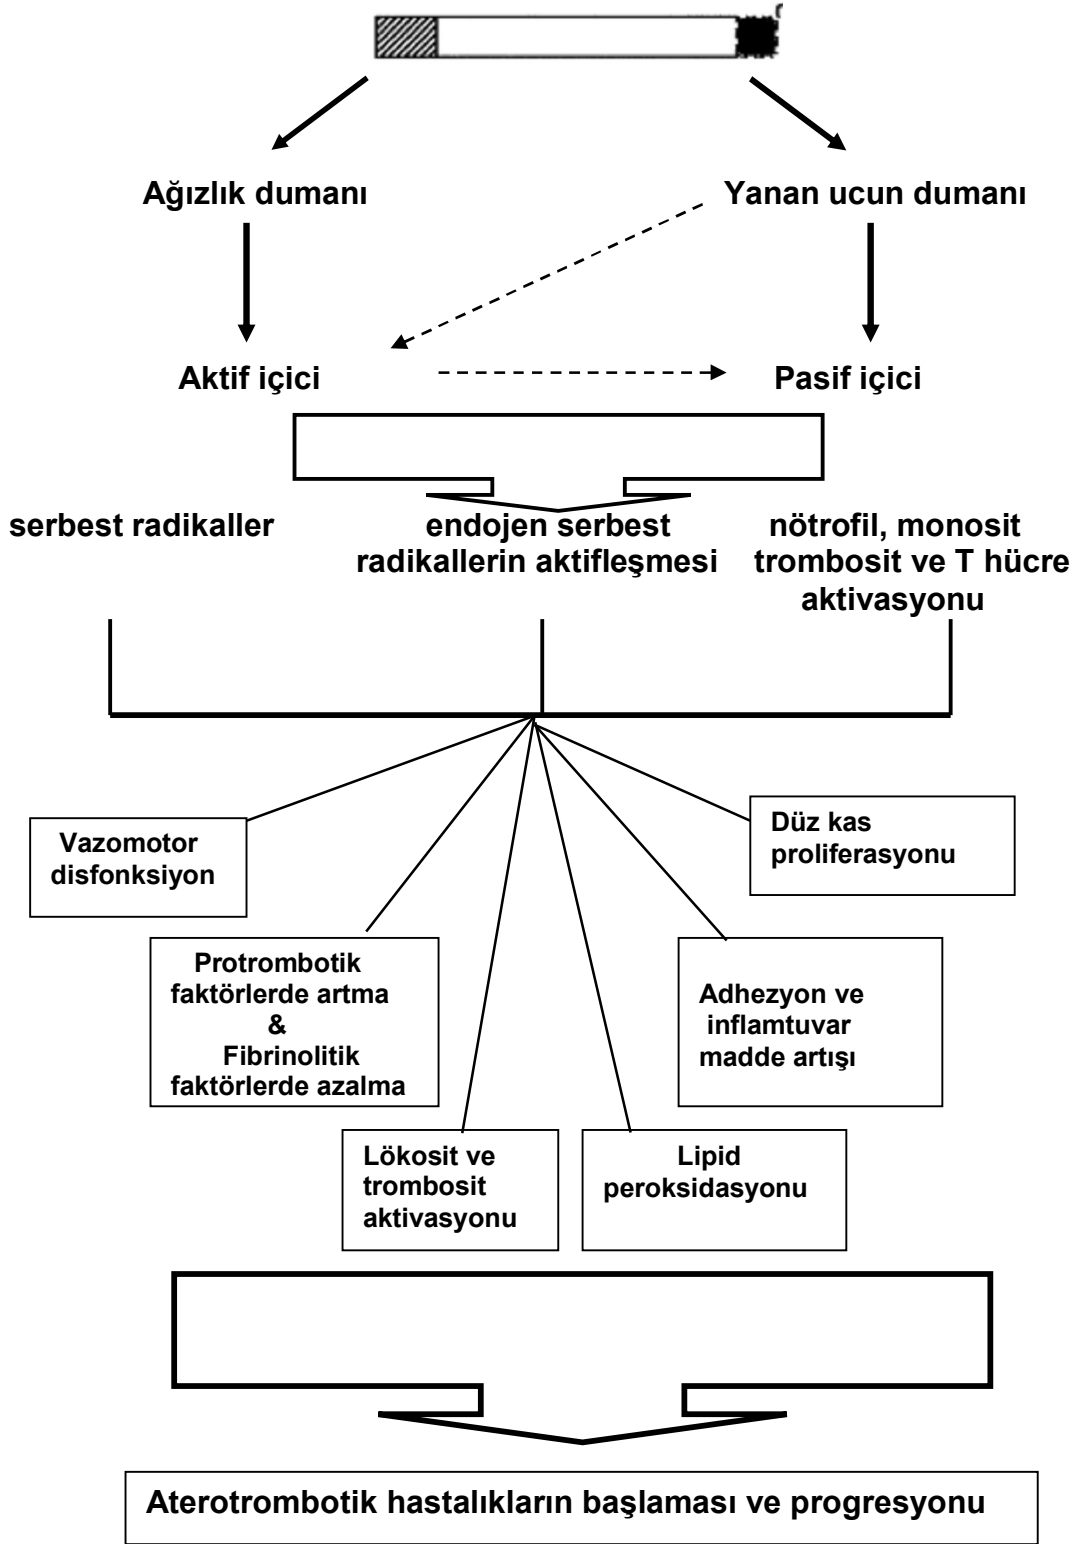 Ağızlık dumanı
Yanan ucun dumanı
Aktif içici
Pasif içici
serbest radikaller
endojen serbest
radikallerin aktifleşmesi
nötrofil, monosit
trombosit ve T hücre
aktivasyonu
Vazomotor
disfonksiyon
Düz kas
proliferasyonu
Protrombotik
faktörlerde artma
&
Fibrinolitik
faktörlerde azalma
Adhezyon ve
inflamtuvar
madde artışı
Lökosit ve
trombosit
aktivasyonu
Lipid
peroksidasyonu
Aterotrombotik hastalıkların başlaması ve progresyonu